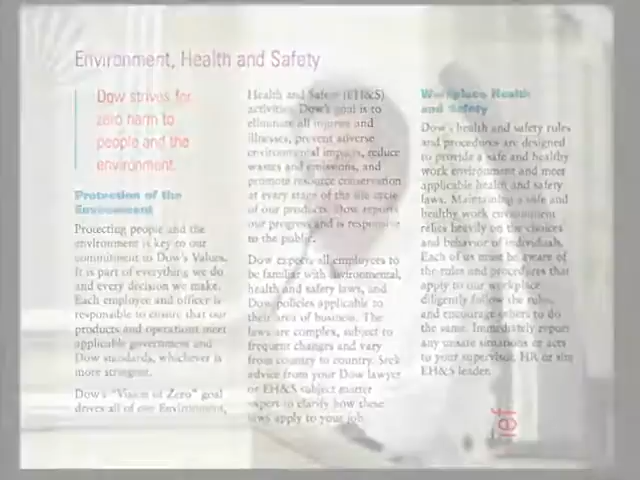 Environment, Health and Safety
Dow strives for
zero harm to
people and the
environment.
Protection of the
Environment
Protecting people and the
environment is key to our
commitment to Dow's Values.
It is part of everything we do
and every decision we make.
Each employee and officer is
responsible to ensure that our
products and operations meet
applicable government and
Dow standards, whichever is
more stringent.
Dow's "Vision of Zero" goal
drives all of our Environment,
Health and Safety (EH&S)
activities. Dow's goal is to
eliminate all injuries and
illnesses, prevent adverse
environmental impacts, reduce
wastes and emissions, and
promote resource conservation
at every stage of the life cycle
of our products. Dow reports
our progress and is responsive
to the public.
Dow expects all employees to
be familiar with environmental,
health and safety laws, and
Dow policies applicable to
their area of business. The
laws are complex, subject to
frequent changes and vary
from country to country. Seek
advice from your Dow lawyer
or EH&S subject matter
expert to clarify how these
laws apply to your job.
Workplace Health
and Safety
Dow's health and safety rules
and procedures are designed
to provide a safe and healthy
work environment and meet
applicable health and safety
laws. Maintaining a safe and
healthy work environment
relies heavily on the choices
and behavior of individuals.
Each of us must be aware of
the rules and procedures that
apply to our workplace
diligently follow the rules,
and encourage others to do
the same. Immediately report
any unsafe situations or acts
to your supervisor, HR or site
EH&S leader.